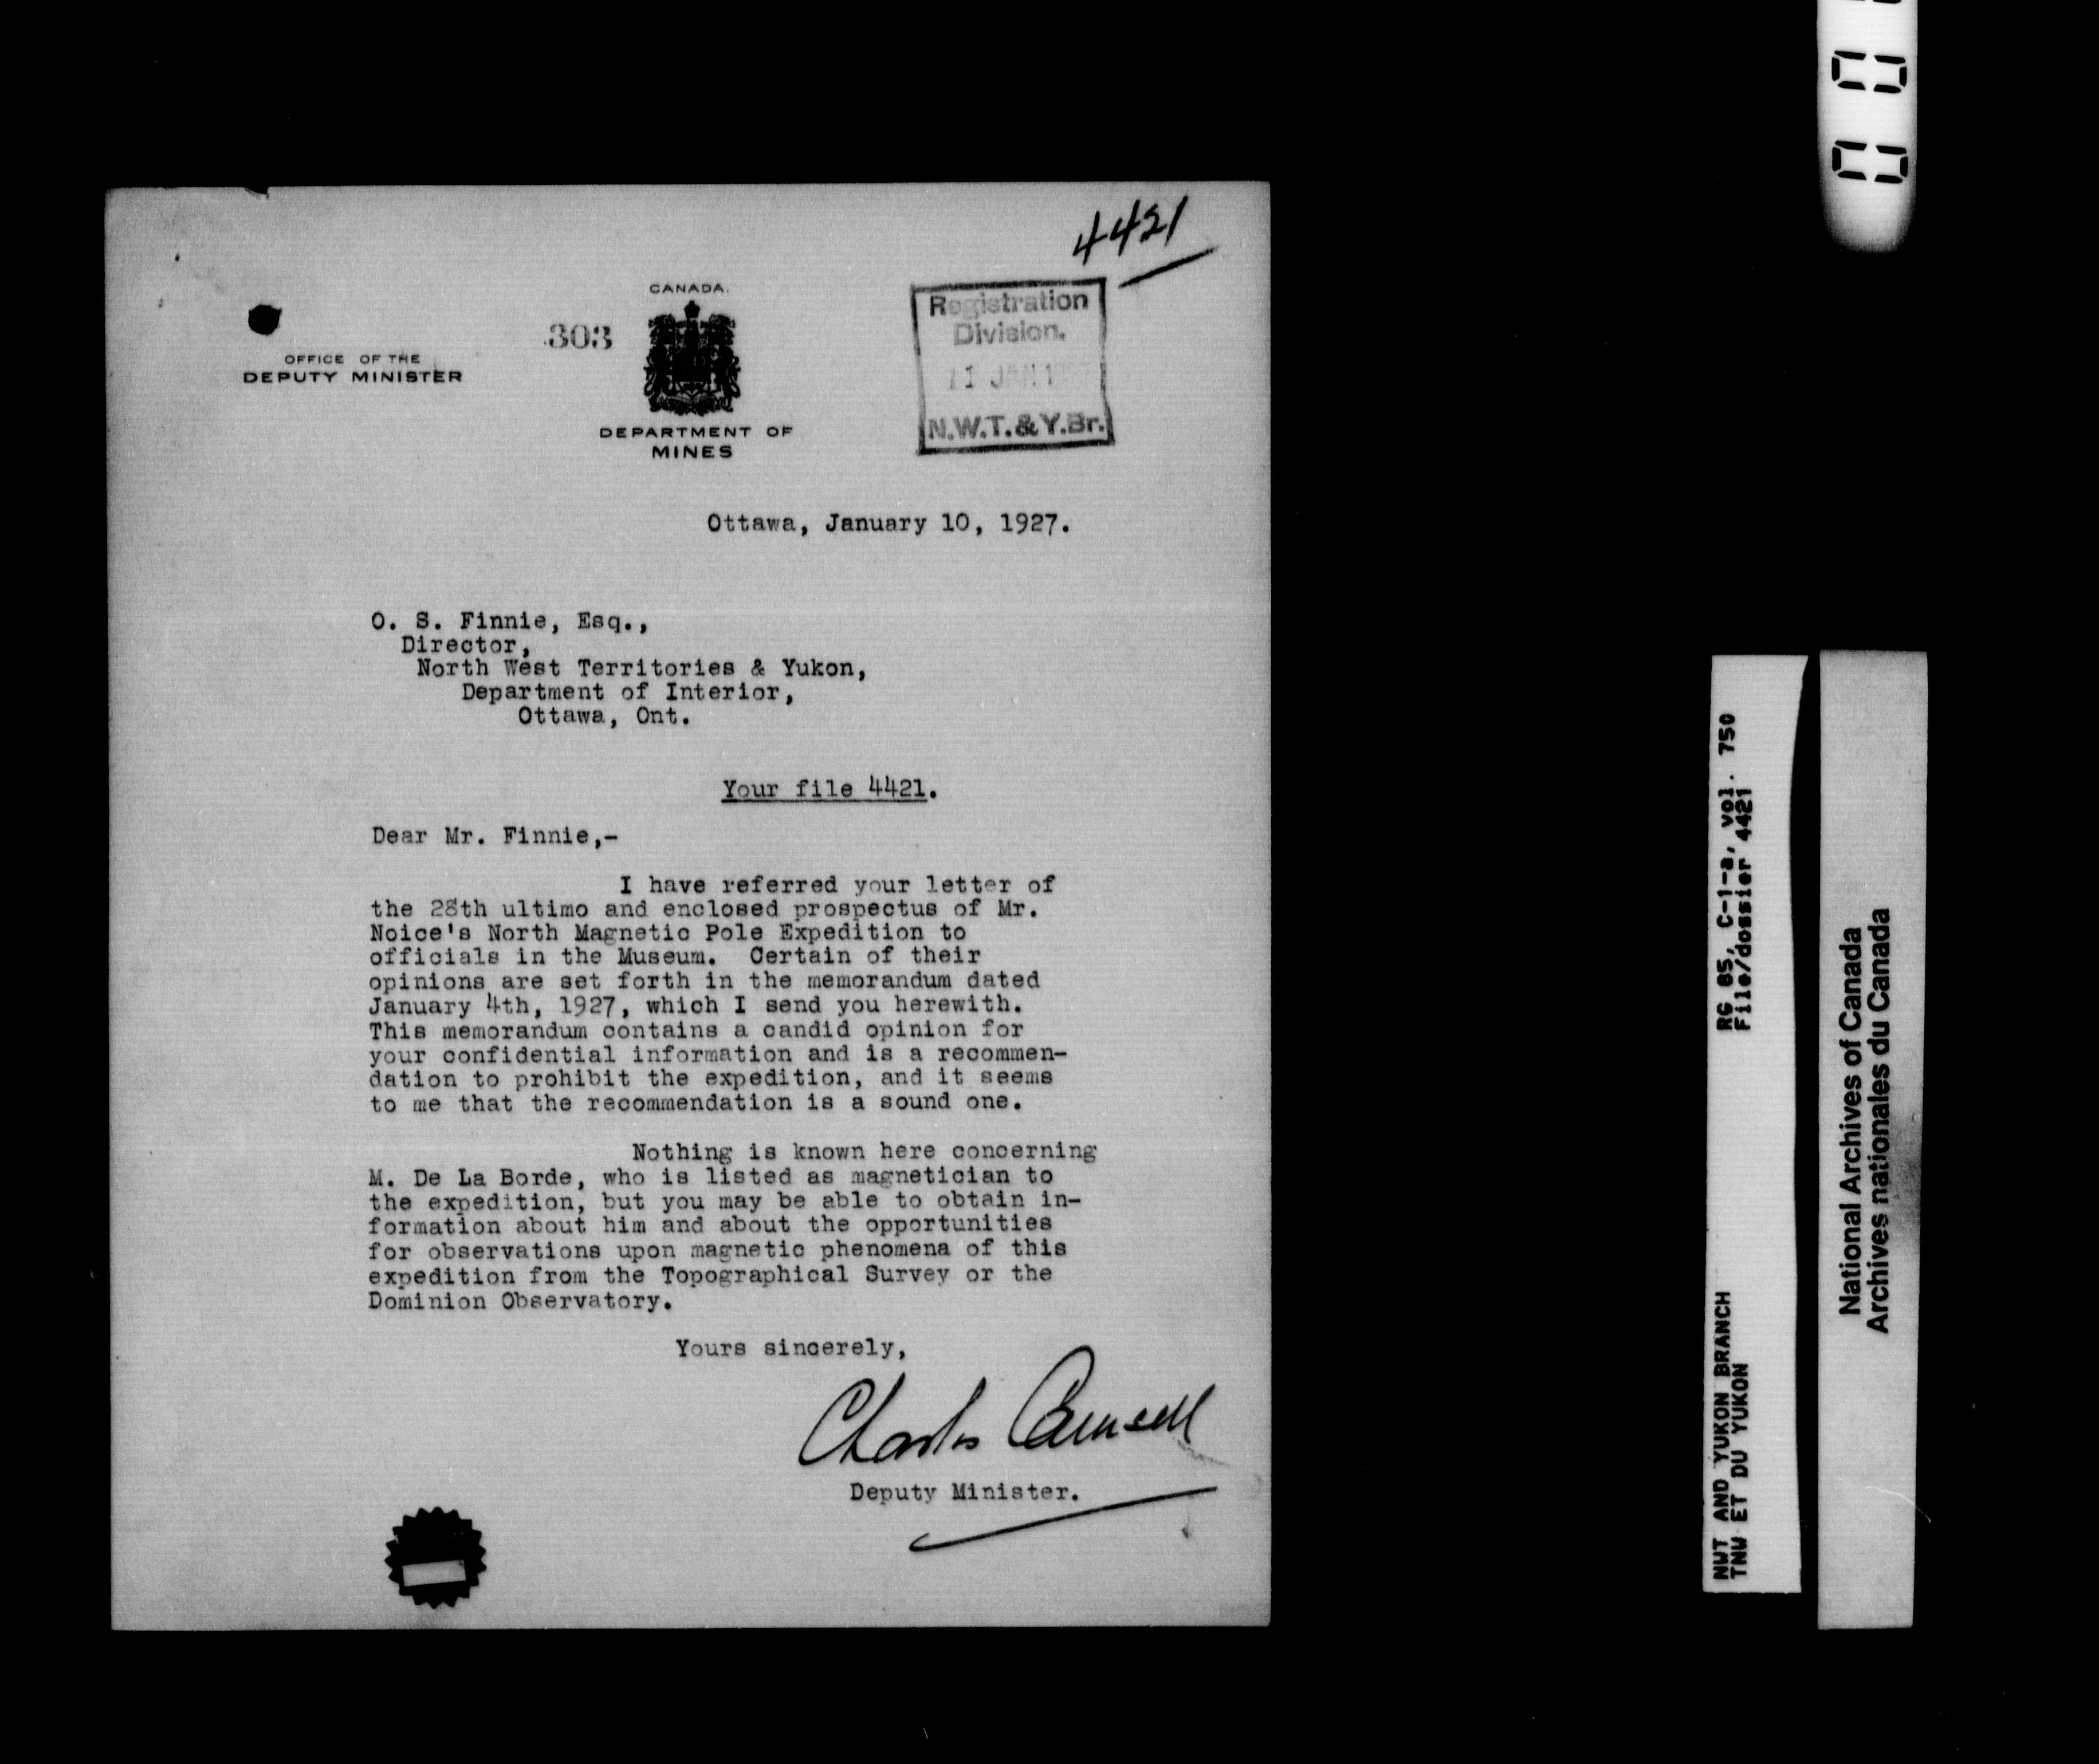 4421
CANADA.
303
OFFICE OF THE
DEPUTY MINISTER
DEPARTMENT OF
MINES
Registration
Division.
11 JAN 1927
N.W.T.&Y.Br.
Ottawa, January 10, 1927.
O. S. Finnie, Esq.,
Director,
North West Territories & Yukon,
Department of Interior,
Ottawa, Ont.
Your file 4421.
Dear Mr. Finnie,-
I have referred your letter of
the 28th ultimo and enclosed prospectus of Mr.
Noice's North Magnetic Pole Expedition to
officials in the Museum. Certain of their
opinions are set forth in the memorandum dated
January 4th, 1927, which I send you herewith.
This memorandum contains a candid opinion for
your confidential information and is a recommen-
dation to prohibit the expedition, and it seems
to me that the recommendation is a sound one.
Nothing is known here concerning
M. De La Borde, who is listed as magnetician to
the expedition, but you may be able to obtain in-
formation about him and about the opportunities
for observations upon magnetic phenomena of this
expedition from the Topographical Survey or the
Dominion Observatory.
Yours sincerely,
Charles Camsell
Deputy Minister.
RG 85, C-1-a, vol. 750
File/dossier 4421
NWT AND YUKON BRANCH
TNW ET DU YUKON
National Archives of Canada
Archives nationales du Canada